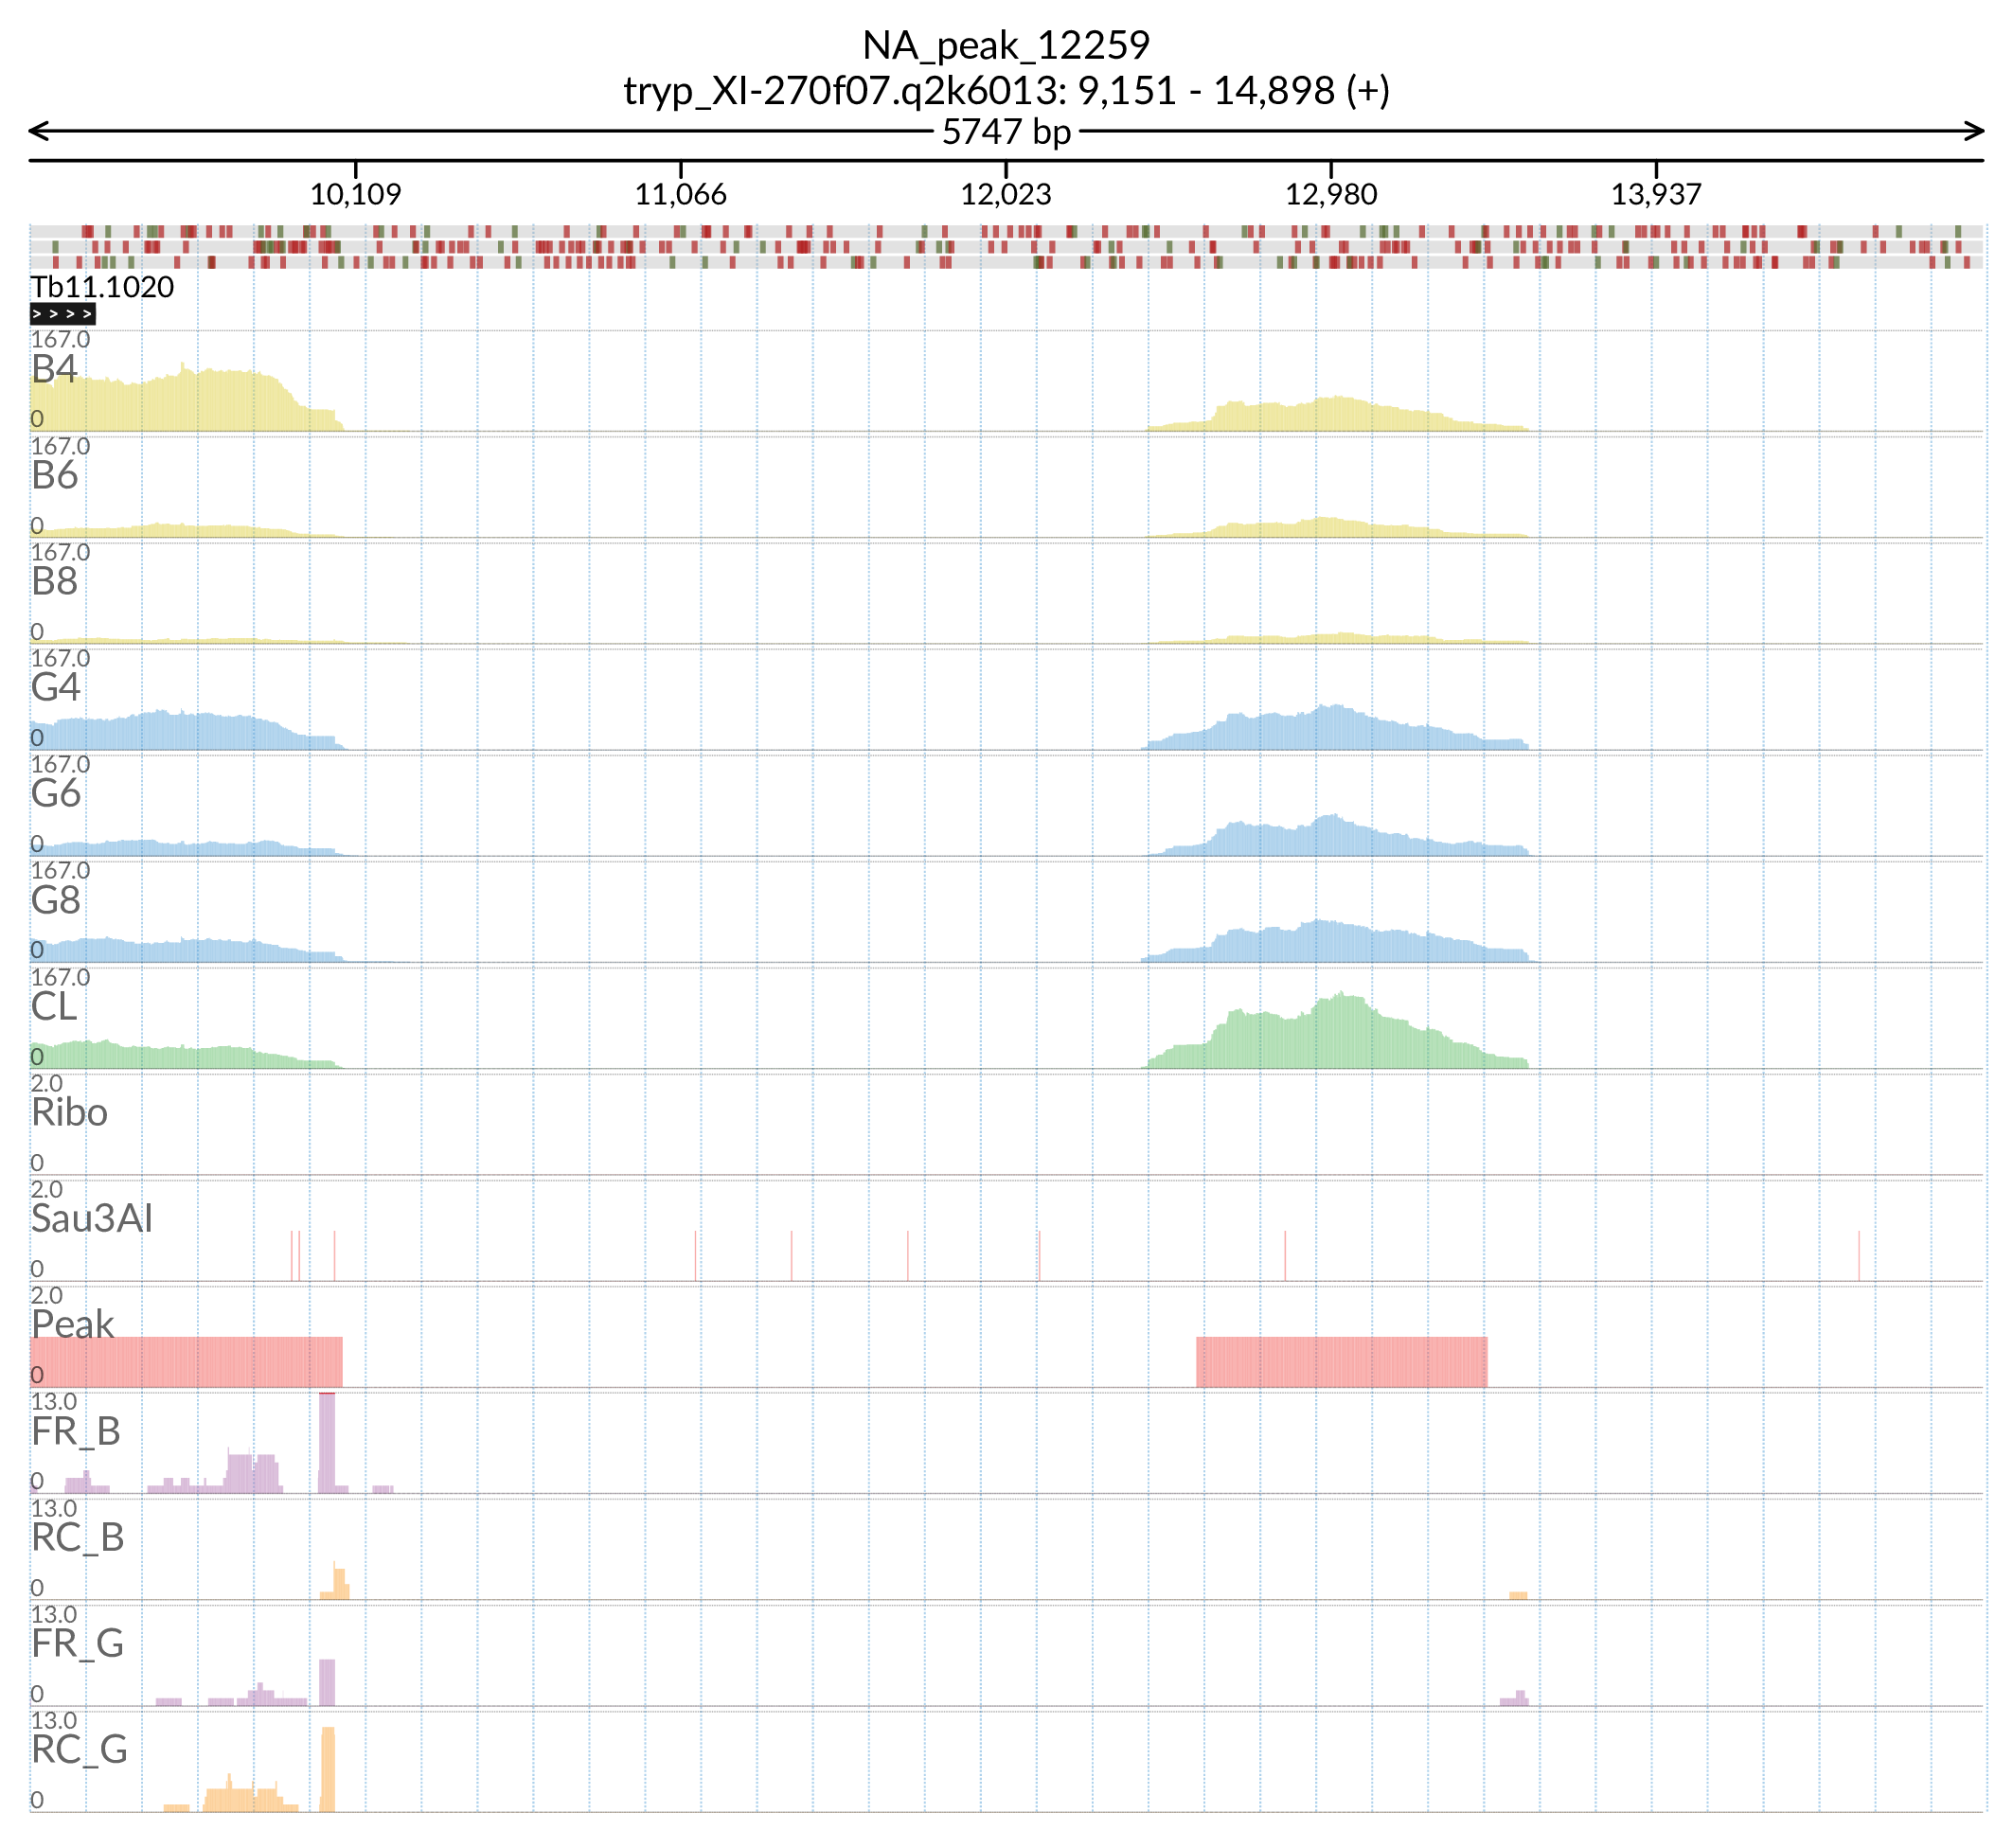 NA_peak_12259
tryp_XI-270f07.q2k6013: 9,151 - 14,898 (+)
5747 bp
10,109 11,066 12,023 12,980 13,937
Tb11.1020
> > > >
167.0
B4
0
167.0
B6
0
167.0
B8
0
167.0
G4
0
167.0
G6
0
167.0
G8
0
167.0
CL
0
2.0
Ribo
0
2.0
Sau3AI
0
2.0
Peak
0
13.0
FR_B
0
13.0
RC_B
0
13.0
FR_G
0
13.0
RC_G
0